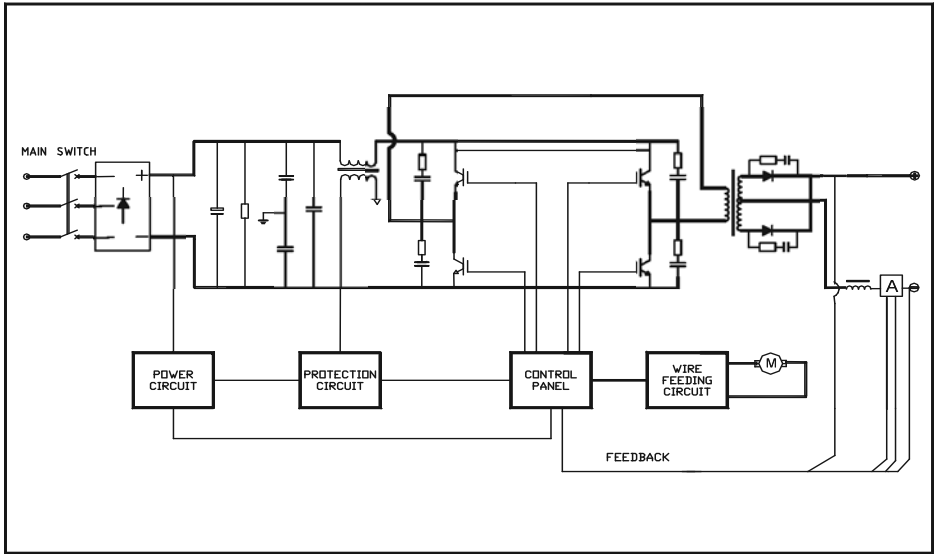 MAIN SWITCH
POWER
CIRCUIT
PROTECTION
CIRCUIT
CONTROL
PANEL
WIRE
FEEDING
CIRCUIT
M
A
FEEDBACK